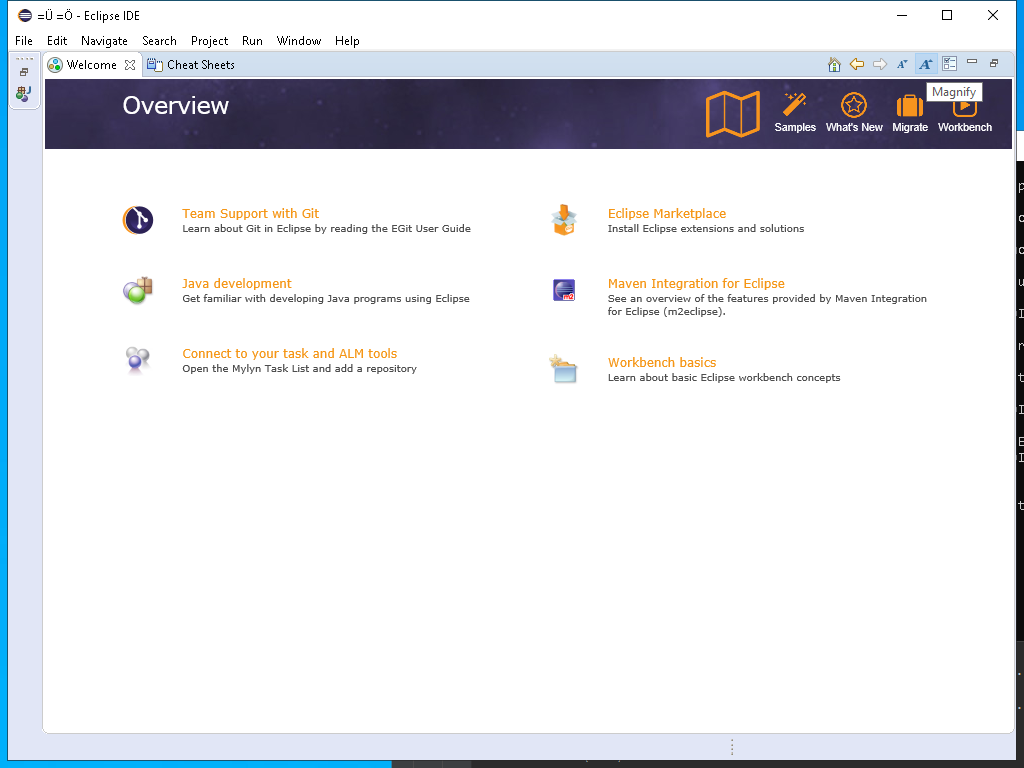 =Ü =Ö - Eclipse IDE
File Edit Navigate Search Project Run Window Help
Welcome Cheat Sheets
Magnify
Overview
Samples What's New Migrate Workbench
Team Support with Git
Learn about Git in Eclipse by reading the EGit User Guide
Eclipse Marketplace
Install Eclipse extensions and solutions
Java development
Get familiar with developing Java programs using Eclipse
Maven Integration for Eclipse
See an overview of the features provided by Maven Integration
for Eclipse (m2eclipse).
Connect to your task and ALM tools
Open the Mylyn Task List and add a repository
Workbench basics
Learn about basic Eclipse workbench concepts